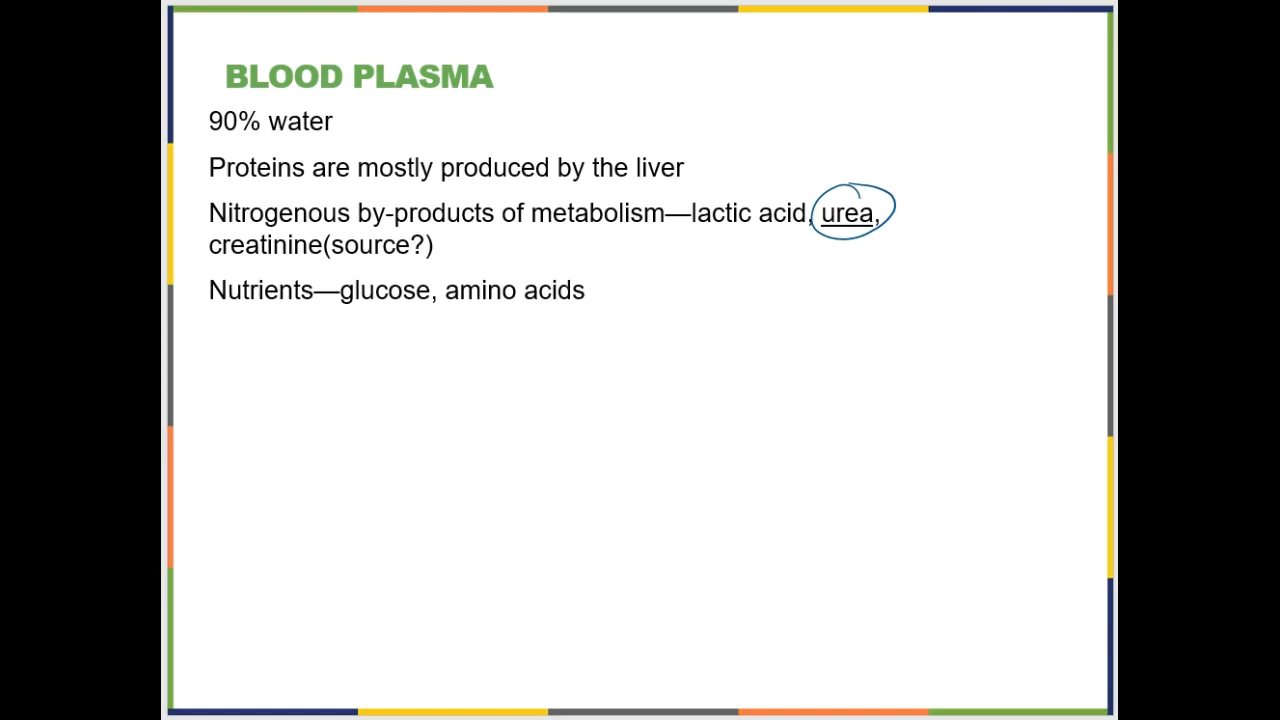 BLOOD PLASMA
90% water
Proteins are mostly produced by the liver
Nitrogenous by-products of metabolism—lactic acid, urea,
creatinine(source?)
Nutrients—glucose, amino acids